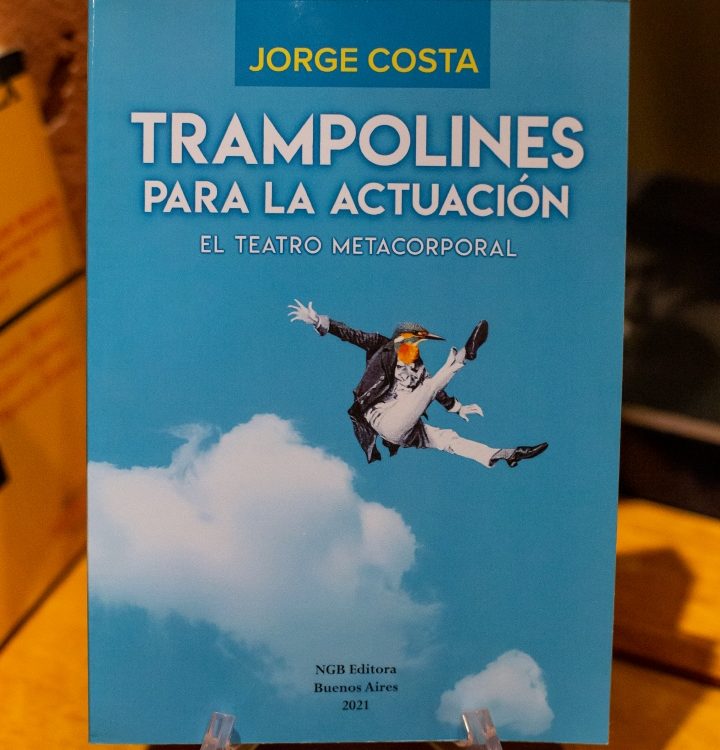 JORGE COSTA
TRAMPOLINES
PARA LA ACTUACIÓN
EL TEATRO METACORPORAL
NGB Editora
Buenos Aires
2021